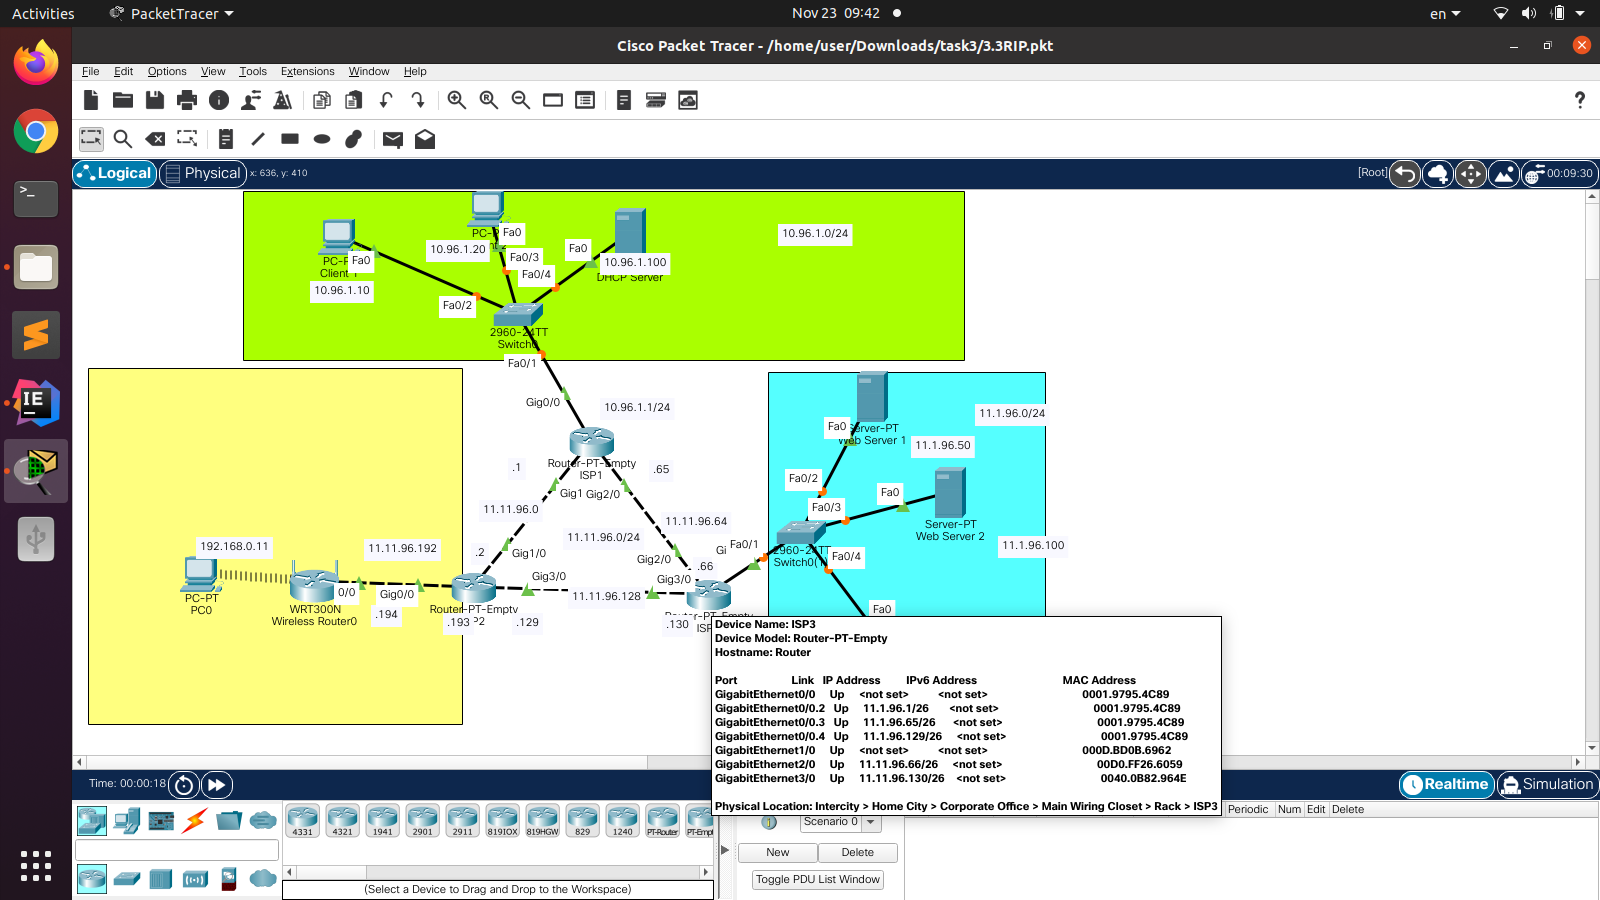 Activities
PacketTracer
Nov 23 09:42
en
Cisco Packet Tracer - /home/user/Downloads/task3/3.3RIP.pkt
File Edit Options View Tools Extensions Window Help
Logical
Physical
x: 636, y: 410
[Root]
00:09:30
Fa0
10.96.1.0/24
10.96.1.20
Fa0
Fa0
Fa0/3
Fa0/4
10.96.1.100
DHCP Server
Client 1
10.96.1.10
Fa0/2
2960-24TT
Switch0
Fa0/1
Gig0/0
10.96.1.1/24
Router-PT-Empty
ISP1
.1
.65
Gig1
Gig2/0
11.11.96.0
11.11.96.64
11.11.96.0/24
192.168.0.11
11.11.96.192
.2
Gig1/0
Gig2/0
Gig3/0
Gig3/0
.66
Gi
Fa0/1
PC-PT
PC0
WRT300N
Wireless Router0
0/0
Gig0/0
.194
Router-PT-Empty
.193
P2
.129
11.11.96.128
.130
Fa0
Server-PT
Web Server 1
11.1.96.0/24
11.1.96.50
Fa0/2
Fa0
Fa0/3
Server-PT
Web Server 2
11.1.96.100
2960-24TT
Switch0(1)
Fa0/4
Fa0
Device Name: ISP3
Device Model: Router-PT-Empty
Hostname: Router
Port Link IP Address IPv6 Address MAC Address
GigabitEthernet0/0 Up <not set> <not set> 0001.9795.4C89
GigabitEthernet0/0.2 Up 11.1.96.1/26 <not set> 0001.9795.4C89
GigabitEthernet0/0.3 Up 11.1.96.65/26 <not set> 0001.9795.4C89
GigabitEthernet0/0.4 Up 11.1.96.129/26 <not set> 0001.9795.4C89
GigabitEthernet1/0 Up <not set> <not set> 000D.BD0B.6962
GigabitEthernet2/0 Up 11.11.96.66/26 <not set> 00D0.FF26.6059
GigabitEthernet3/0 Up 11.11.96.130/26 <not set> 0040.0B82.964E
Physical Location: Intercity > Home City > Corporate Office > Main Wiring Closet > Rack > ISP3
Time: 00:00:18
Realtime
Simulation
4331 4321 1941 2901 2911 819IOX 819HGW 829 1240 PT-Router PT-Empt
(Select a Device to Drag and Drop to the Workspace)
Scenario 0
New
Delete
Toggle PDU List Window
Periodic Num Edit Delete